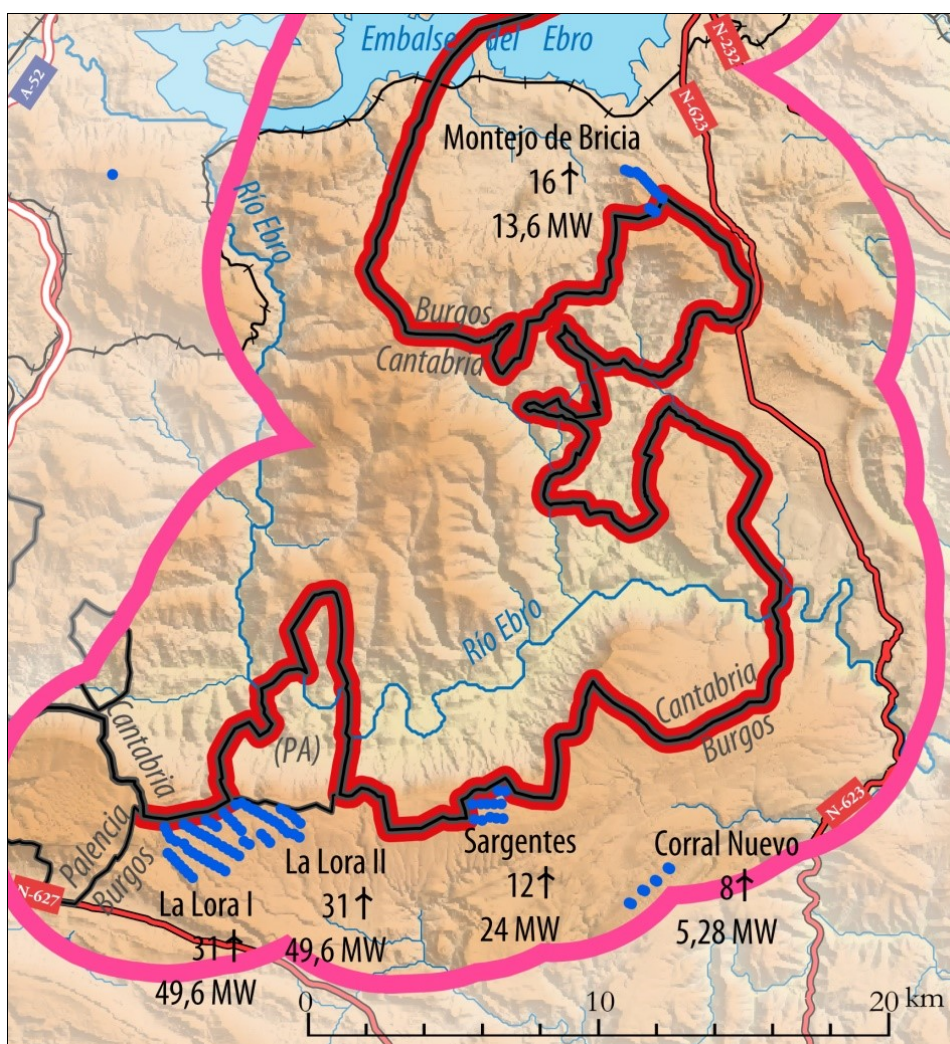 Embalse del Ebro
N-232
A-52
N-623
Montejo de Bricia
16↑
13,6 MW
Río Ebro
Burgos
Cantabria
Río Ebro
Cantabria
Burgos
(PA)
Cantabria
Palencia
Burgos
N-627
N-623
La Lora I
31↑
49,6 MW
La Lora II
31↑
49,6 MW
Sargentes
12↑
24 MW
Corral Nuevo
8↑
5,28 MW
0 10 20 km